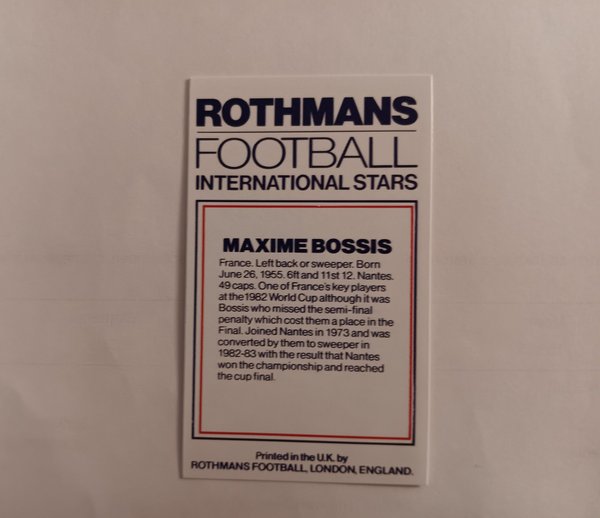 ROTHMANS
FOOTBALL
INTERNATIONAL STARS
MAXIME BOSSIS
France. Left back or sweeper. Born
June 26, 1955. 6ft and 11st 12. Nantes.
49 caps. One of France's key players
at the 1982 World Cup although it was
Bossis who missed the semi-final
penalty which cost them a place in the
Final. Joined Nantes in 1973 and was
converted by them to sweeper in
1982-83 with the result that Nantes
won the championship and reached
the cup final.
Printed in the U.K. by
ROTHMANS FOOTBALL, LONDON, ENGLAND.